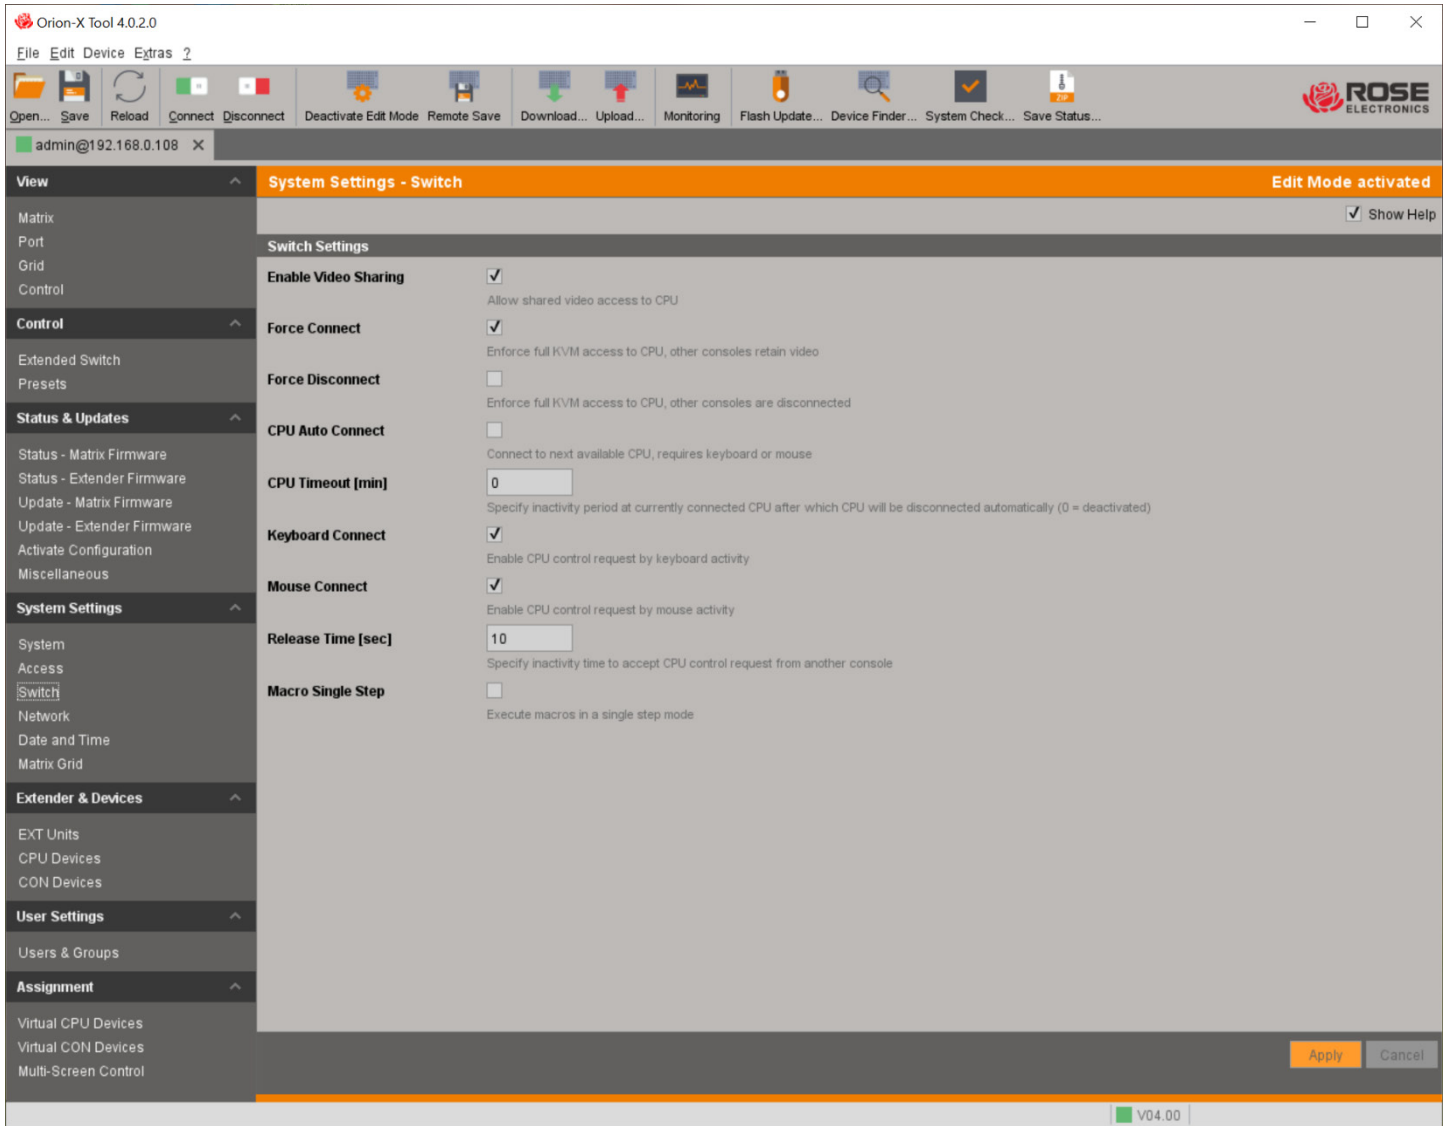 Orion-X Tool 4.0.2.0
File Edit Device Extras ?
Open... Save Reload Connect Disconnect Deactivate Edit Mode Remote Save Download... Upload... Monitoring Flash Update... Device Finder... System Check... Save Status...
ZIP
ROSE
ELECTRONICS
admin@192.168.0.108
View
Matrix
Port
Grid
Control
Control
Extended Switch
Presets
Status & Updates
Status - Matrix Firmware
Status - Extender Firmware
Update - Matrix Firmware
Update - Extender Firmware
Activate Configuration
Miscellaneous
System Settings
System
Access
Switch
Network
Date and Time
Matrix Grid
Extender & Devices
EXT Units
CPU Devices
CON Devices
User Settings
Users & Groups
Assignment
Virtual CPU Devices
Virtual CON Devices
Multi-Screen Control
System Settings - Switch Edit Mode activated
Show Help
Switch Settings
Enable Video Sharing
Allow shared video access to CPU
Force Connect
Enforce full KVM access to CPU, other consoles retain video
Force Disconnect
Enforce full KVM access to CPU, other consoles are disconnected
CPU Auto Connect
Connect to next available CPU, requires keyboard or mouse
CPU Timeout [min] 0
Specify inactivity period at currently connected CPU after which CPU will be disconnected automatically (0 = deactivated)
Keyboard Connect
Enable CPU control request by keyboard activity
Mouse Connect
Enable CPU control request by mouse activity
Release Time [sec] 10
Specify inactivity time to accept CPU control request from another console
Macro Single Step
Execute macros in a single step mode
Apply Cancel
V04.00